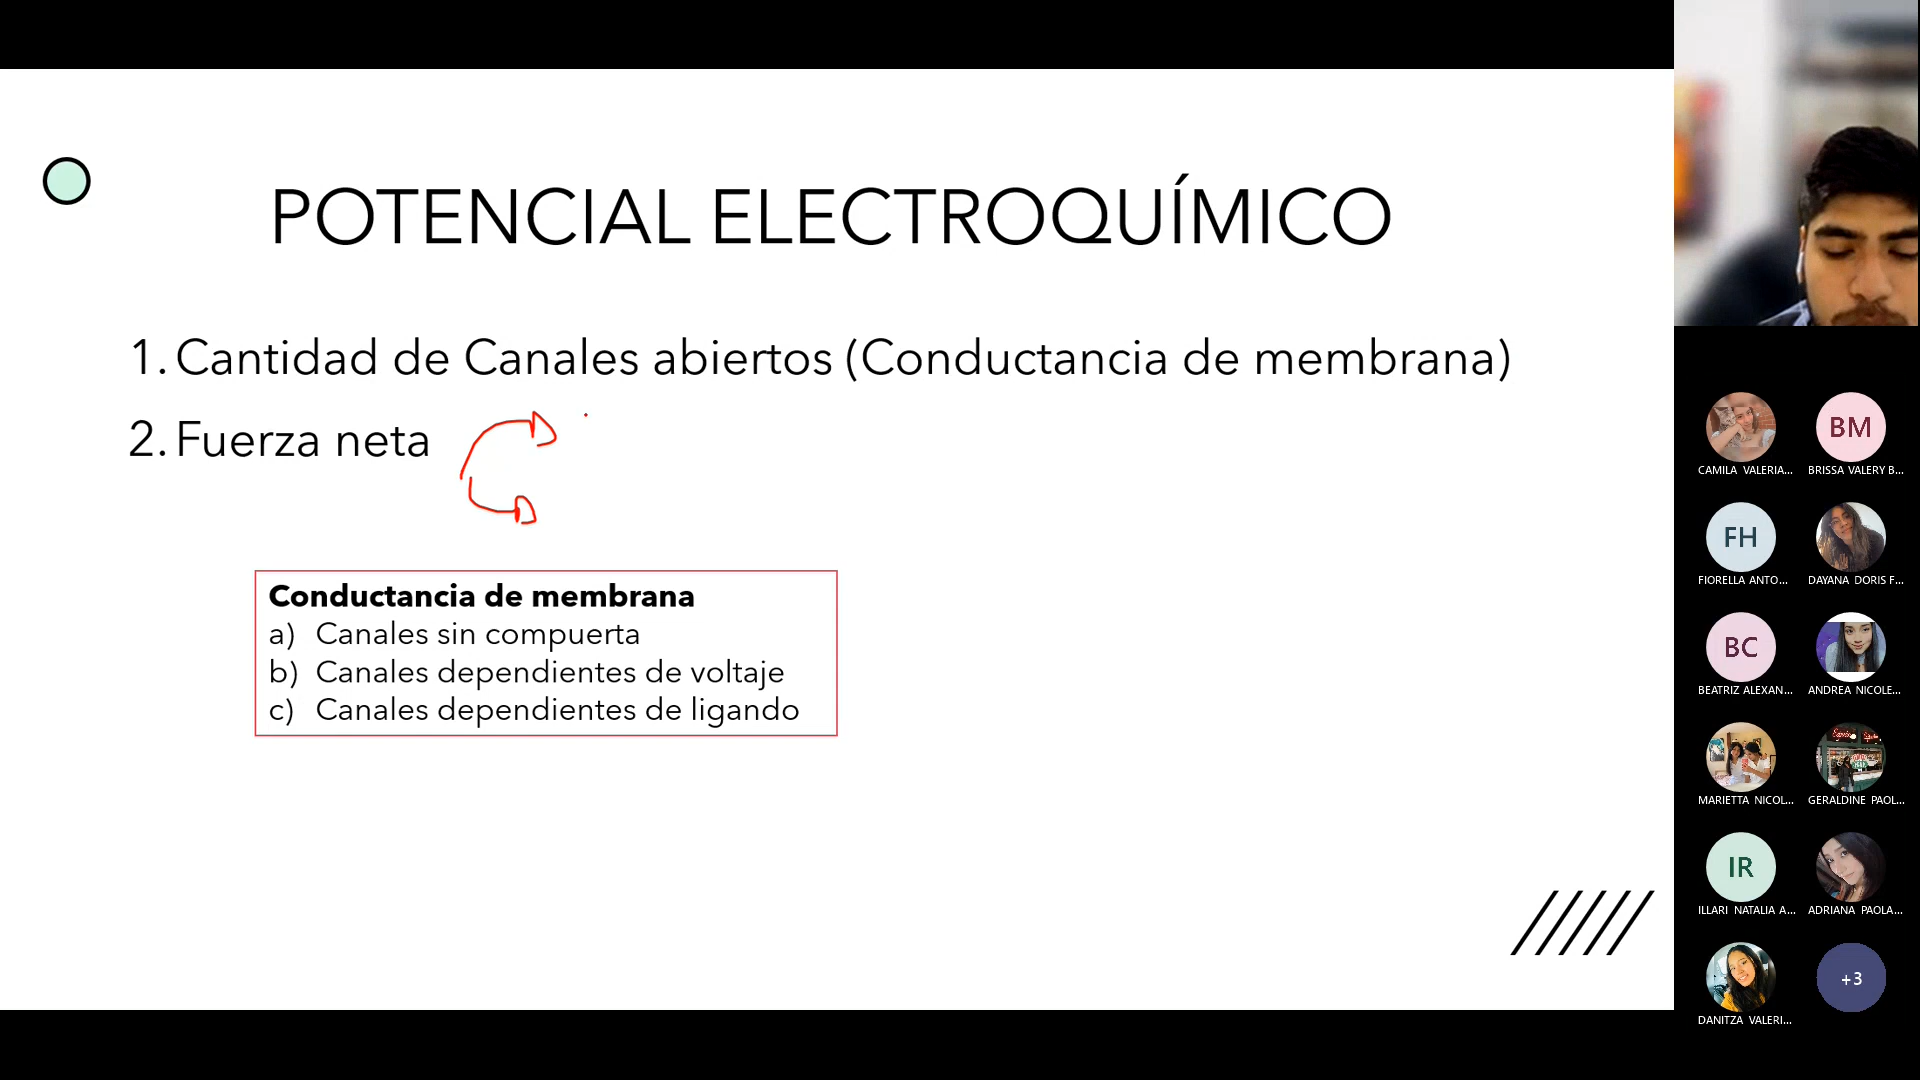 POTENCIAL ELECTROQUÍMICO
1. Cantidad de Canales abiertos (Conductancia de membrana)
2. Fuerza neta
Conductancia de membrana
a) Canales sin compuerta
b) Canales dependientes de voltaje
c) Canales dependientes de ligando
CAMILA VALERIA...
BM
BRISSA VALERY B...
FH
FIORELLA ANTO...
DAYANA DORIS F...
BC
BEATRIZ ALEXAN...
ANDREA NICOLE...
MARIETTA NICOL...
GERALDINE PAOL...
IR
ILLARI NATALIA A...
ADRIANA PAOLA...
DANITZA VALERI...
+3